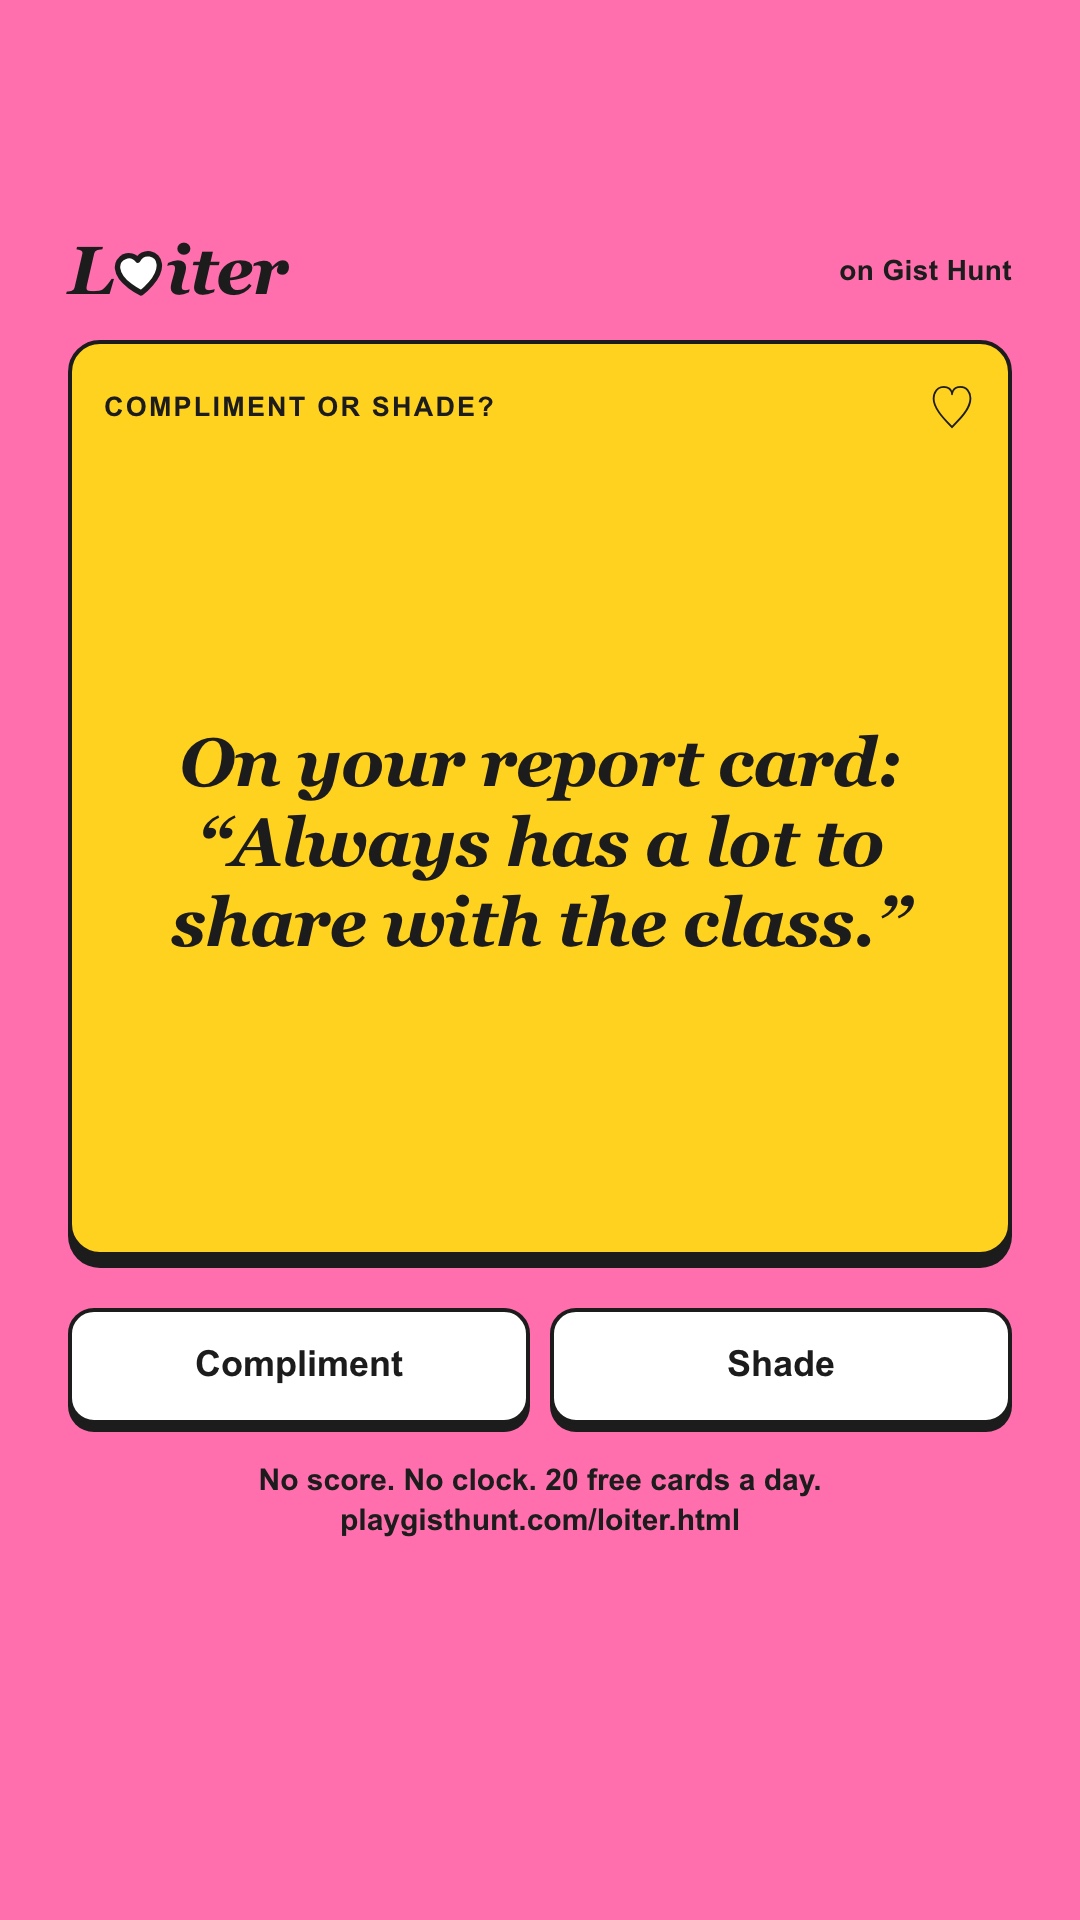 Loiter
on Gist Hunt
COMPLIMENT OR SHADE?
On your report card:
“Always has a lot to
share with the class.”
Compliment
Shade
No score. No clock. 20 free cards a day.
playgisthunt.com/loiter.html